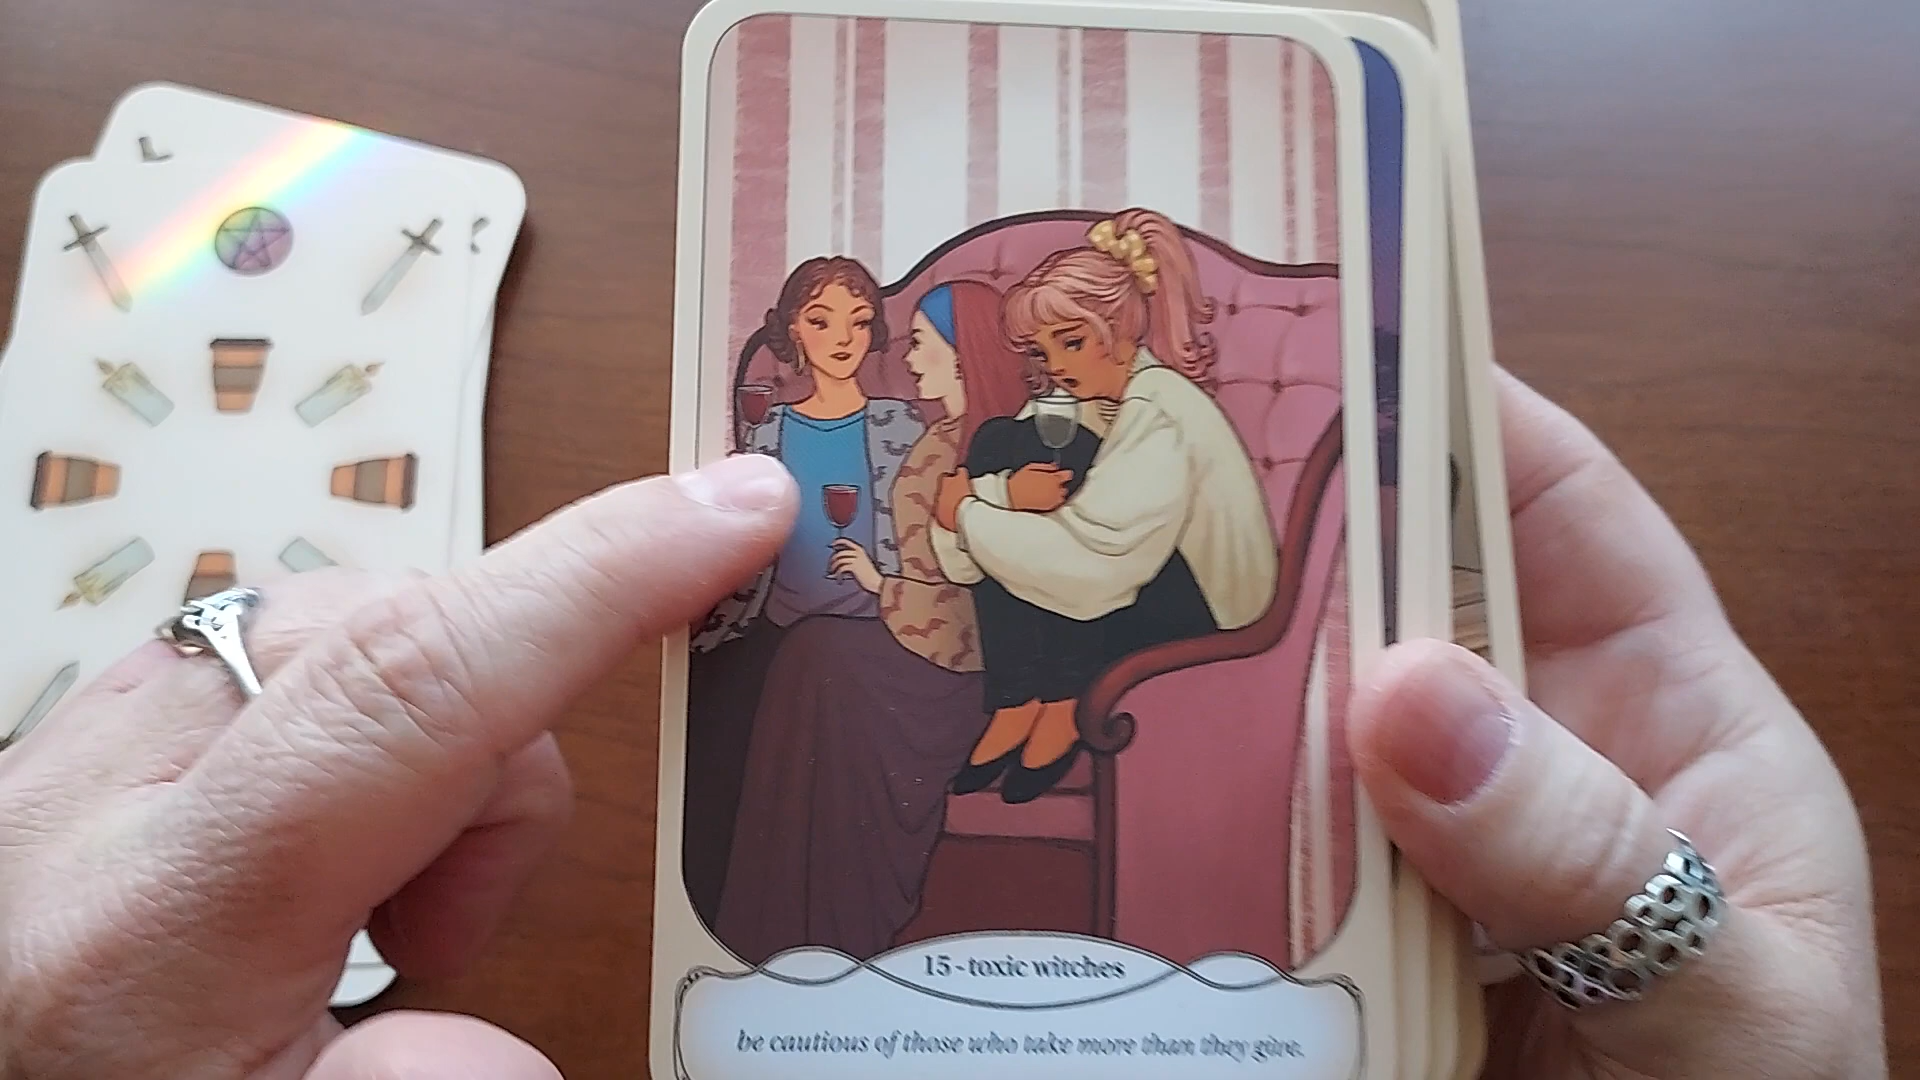 15-toxic witches
be cautious of those who take more than they give.